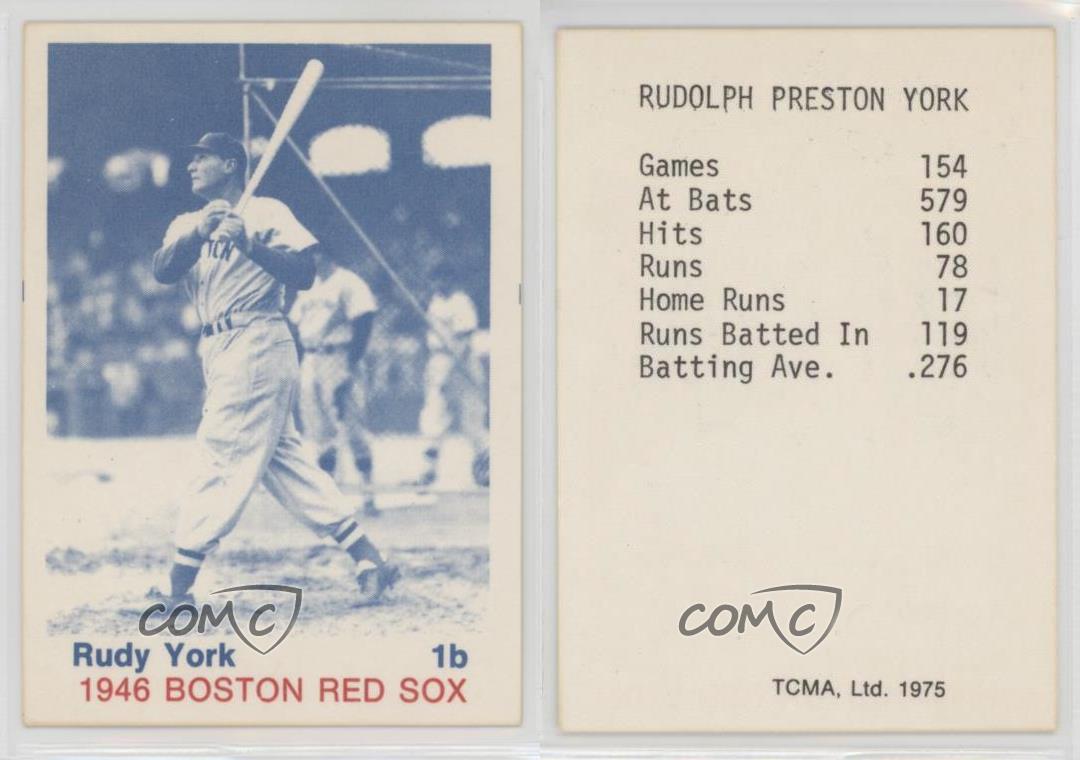 TCN
COMC
Rudy York 1b
1946 BOSTON RED SOX
RUDOLPH PRESTON YORK
Games 154
At Bats 579
Hits 160
Runs 78
Home Runs 17
Runs Batted In 119
Batting Ave. .276
COMC
TCMA, Ltd. 1975